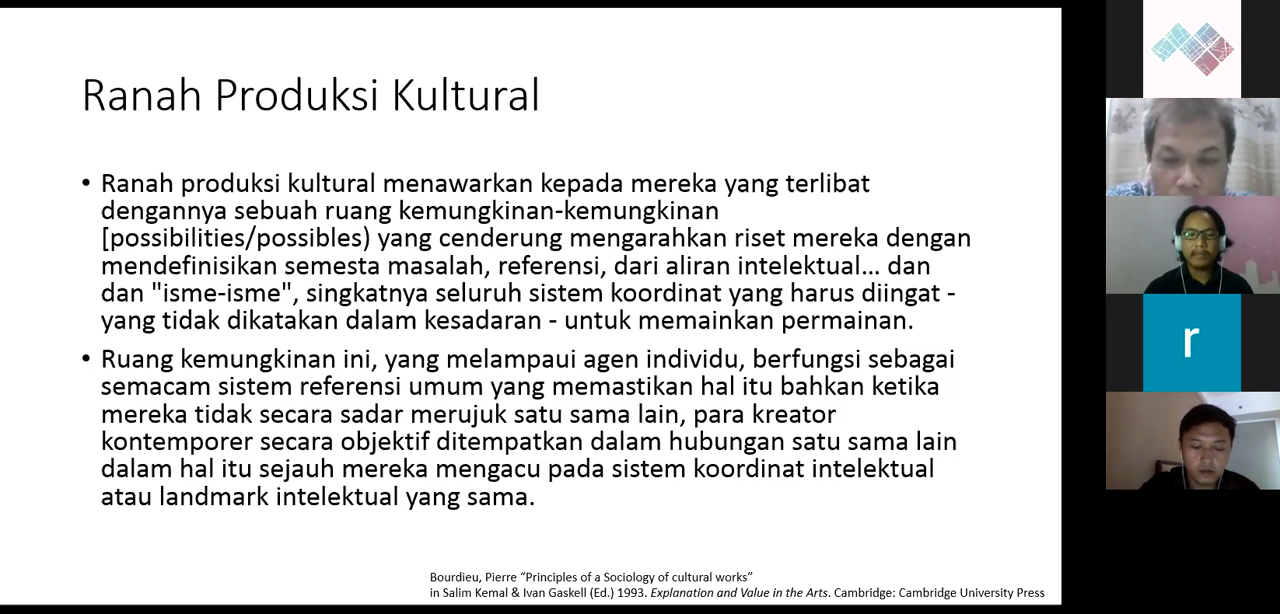 Ranah Produksi Kultural
• Ranah produksi kultural menawarkan kepada mereka yang terlibat
dengannya sebuah ruang kemungkinan-kemungkinan
[possibilities/possibles) yang cenderung mengarahkan riset mereka dengan
mendefinisikan semesta masalah, referensi, dari aliran intelektual... dan
dan "isme-isme", singkatnya seluruh sistem koordinat yang harus diingat -
yang tidak dikatakan dalam kesadaran - untuk memainkan permainan.
• Ruang kemungkinan ini, yang melampaui agen individu, berfungsi sebagai
semacam sistem referensi umum yang memastikan hal itu bahkan ketika
mereka tidak secara sadar merujuk satu sama lain, para kreator
kontemporer secara objektif ditempatkan dalam hubungan satu sama lain
dalam hal itu sejauh mereka mengacu pada sistem koordinat intelektual
atau landmark intelektual yang sama.
Bourdieu, Pierre “Principles of a Sociology of cultural works”
in Salim Kemal & Ivan Gaskell (Ed.) 1993. Explanation and Value in the Arts. Cambridge: Cambridge University Press
r